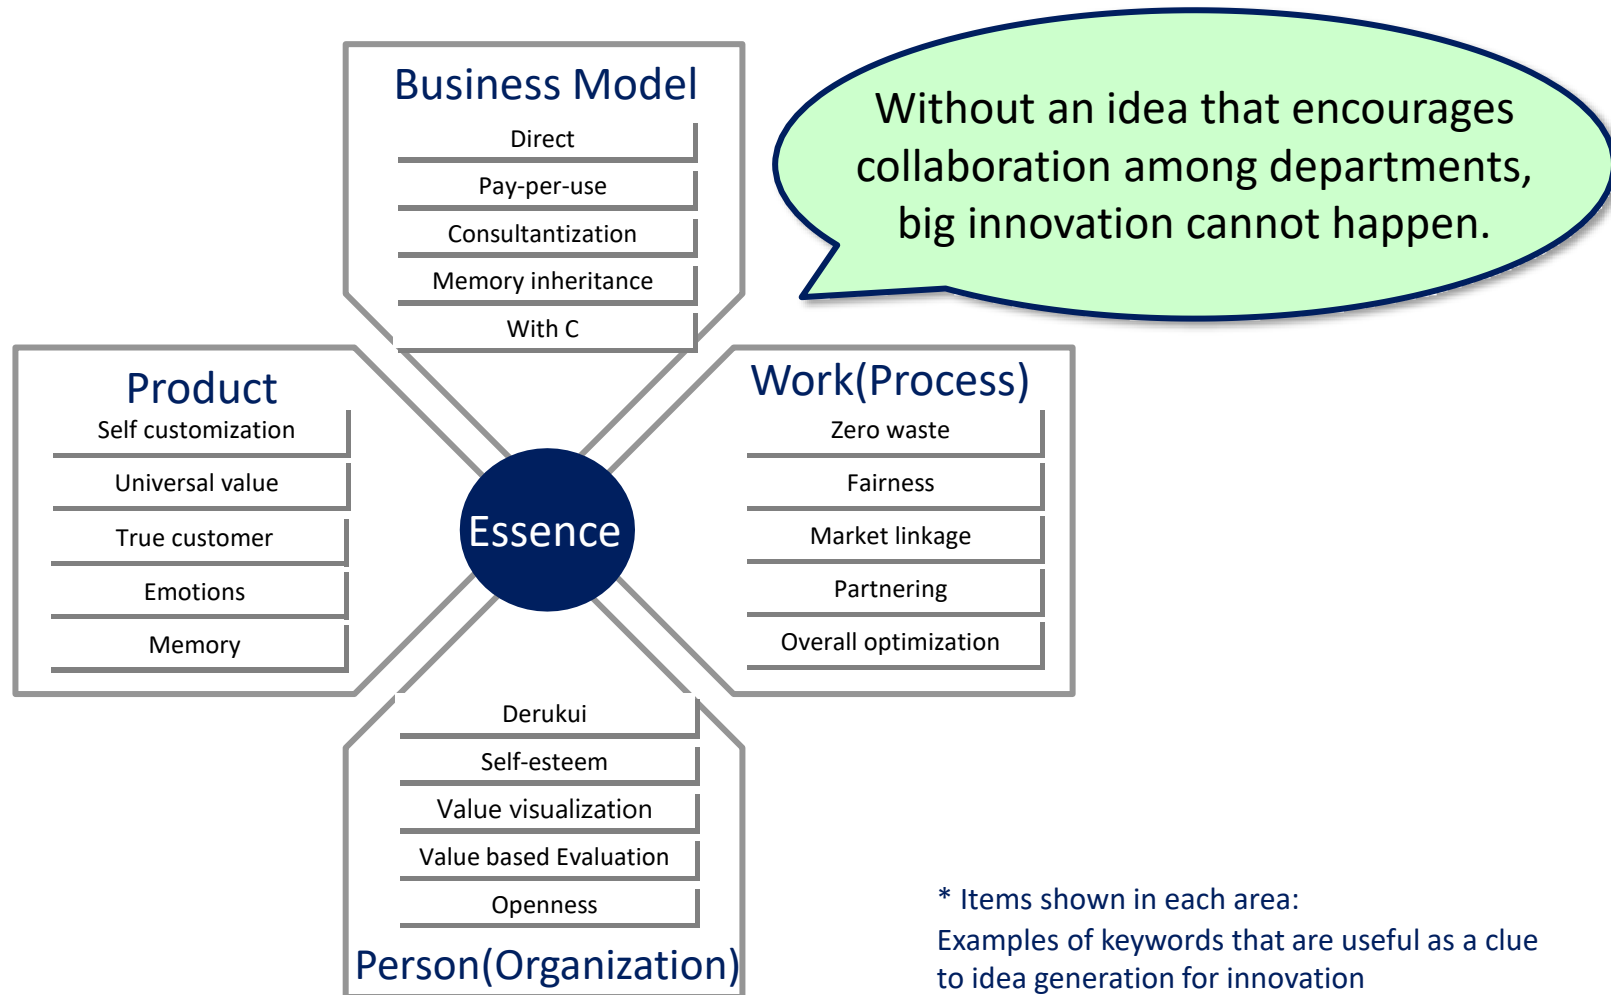 Business Model
Direct
Pay-per-use
Consultantization
Memory inheritance
With C
Without an idea that encourages
collaboration among departments,
big innovation cannot happen.
Product
Self customization
Universal value
True customer
Emotions
Memory
Essence
Work(Process)
Zero waste
Fairness
Market linkage
Partnering
Overall optimization
Derukui
Self-esteem
Value visualization
Value based Evaluation
Openness
Person(Organization)
* Items shown in each area:
Examples of keywords that are useful as a clue
to idea generation for innovation